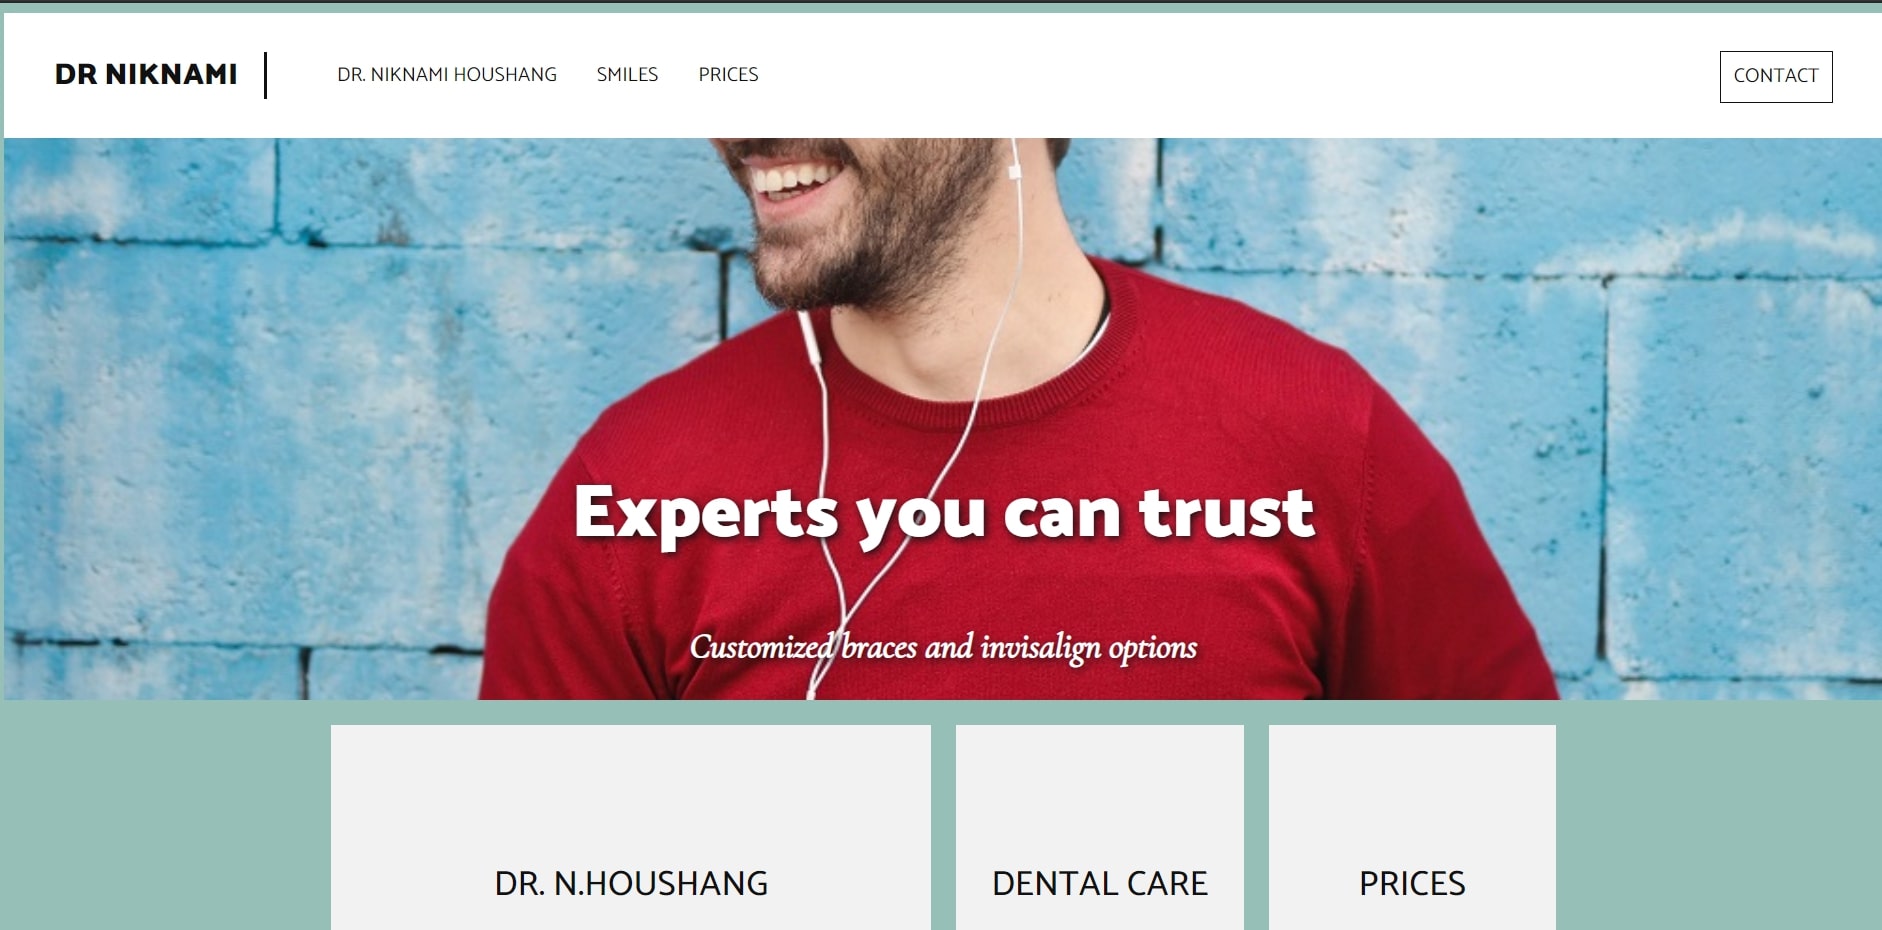 DR NIKNAMI
DR. NIKNAMI HOUSHANG SMILES PRICES
CONTACT
Experts you can trust
Customized braces and invisalign options
DR. N.HOUSHANG
DENTAL CARE
PRICES